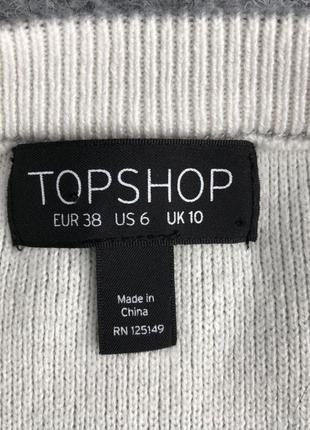 TOPSHOP
EUR 38 US 6 UK 10
Made in
China
RN 125149